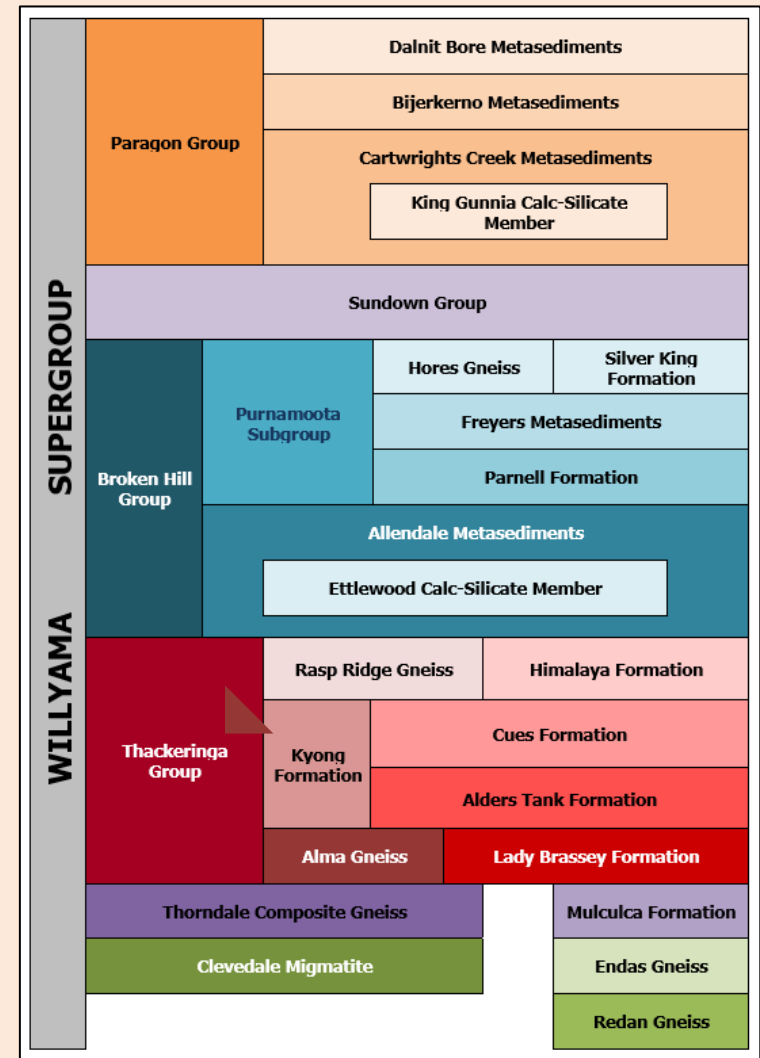 WILLYAMA SUPERGROUP
Paragon Group
Dalnit Bore Metasediments
Bijerkerno Metasediments
Cartwrights Creek Metasediments
King Gunnia Calc-Silicate
Member
Sundown Group
Broken Hill
Group
Purnamoota
Subgroup
Hores Gneiss
Silver King
Formation
Freyers Metasediments
Parnell Formation
Allendale Metasediments
Ettlewood Calc-Silicate Member
Thackeringa
Group
Rasp Ridge Gneiss
Himalaya Formation
Kyong
Formation
Cues Formation
Alders Tank Formation
Alma Gneiss
Lady Brassey Formation
Thorndale Composite Gneiss
Mulculca Formation
Clevedale Migmatite
Endas Gneiss
Redan Gneiss